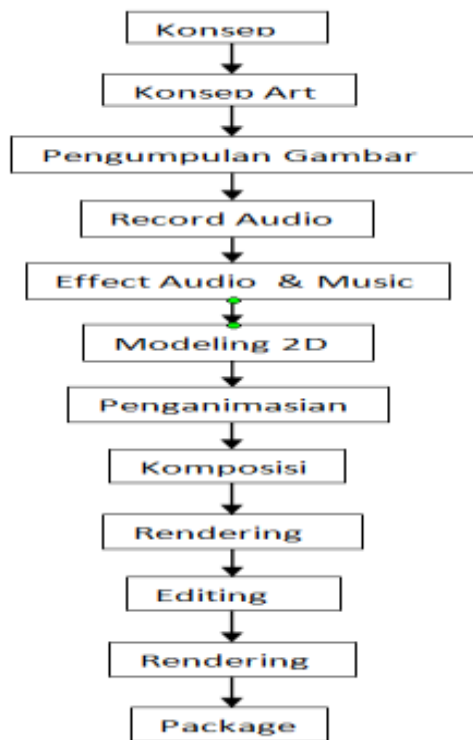 Konsep
Konsep Art
Pengumpulan Gambar
Record Audio
Effect Audio & Music
Modeling 2D
Penganimasian
Komposisi
Rendering
Editing
Rendering
Package